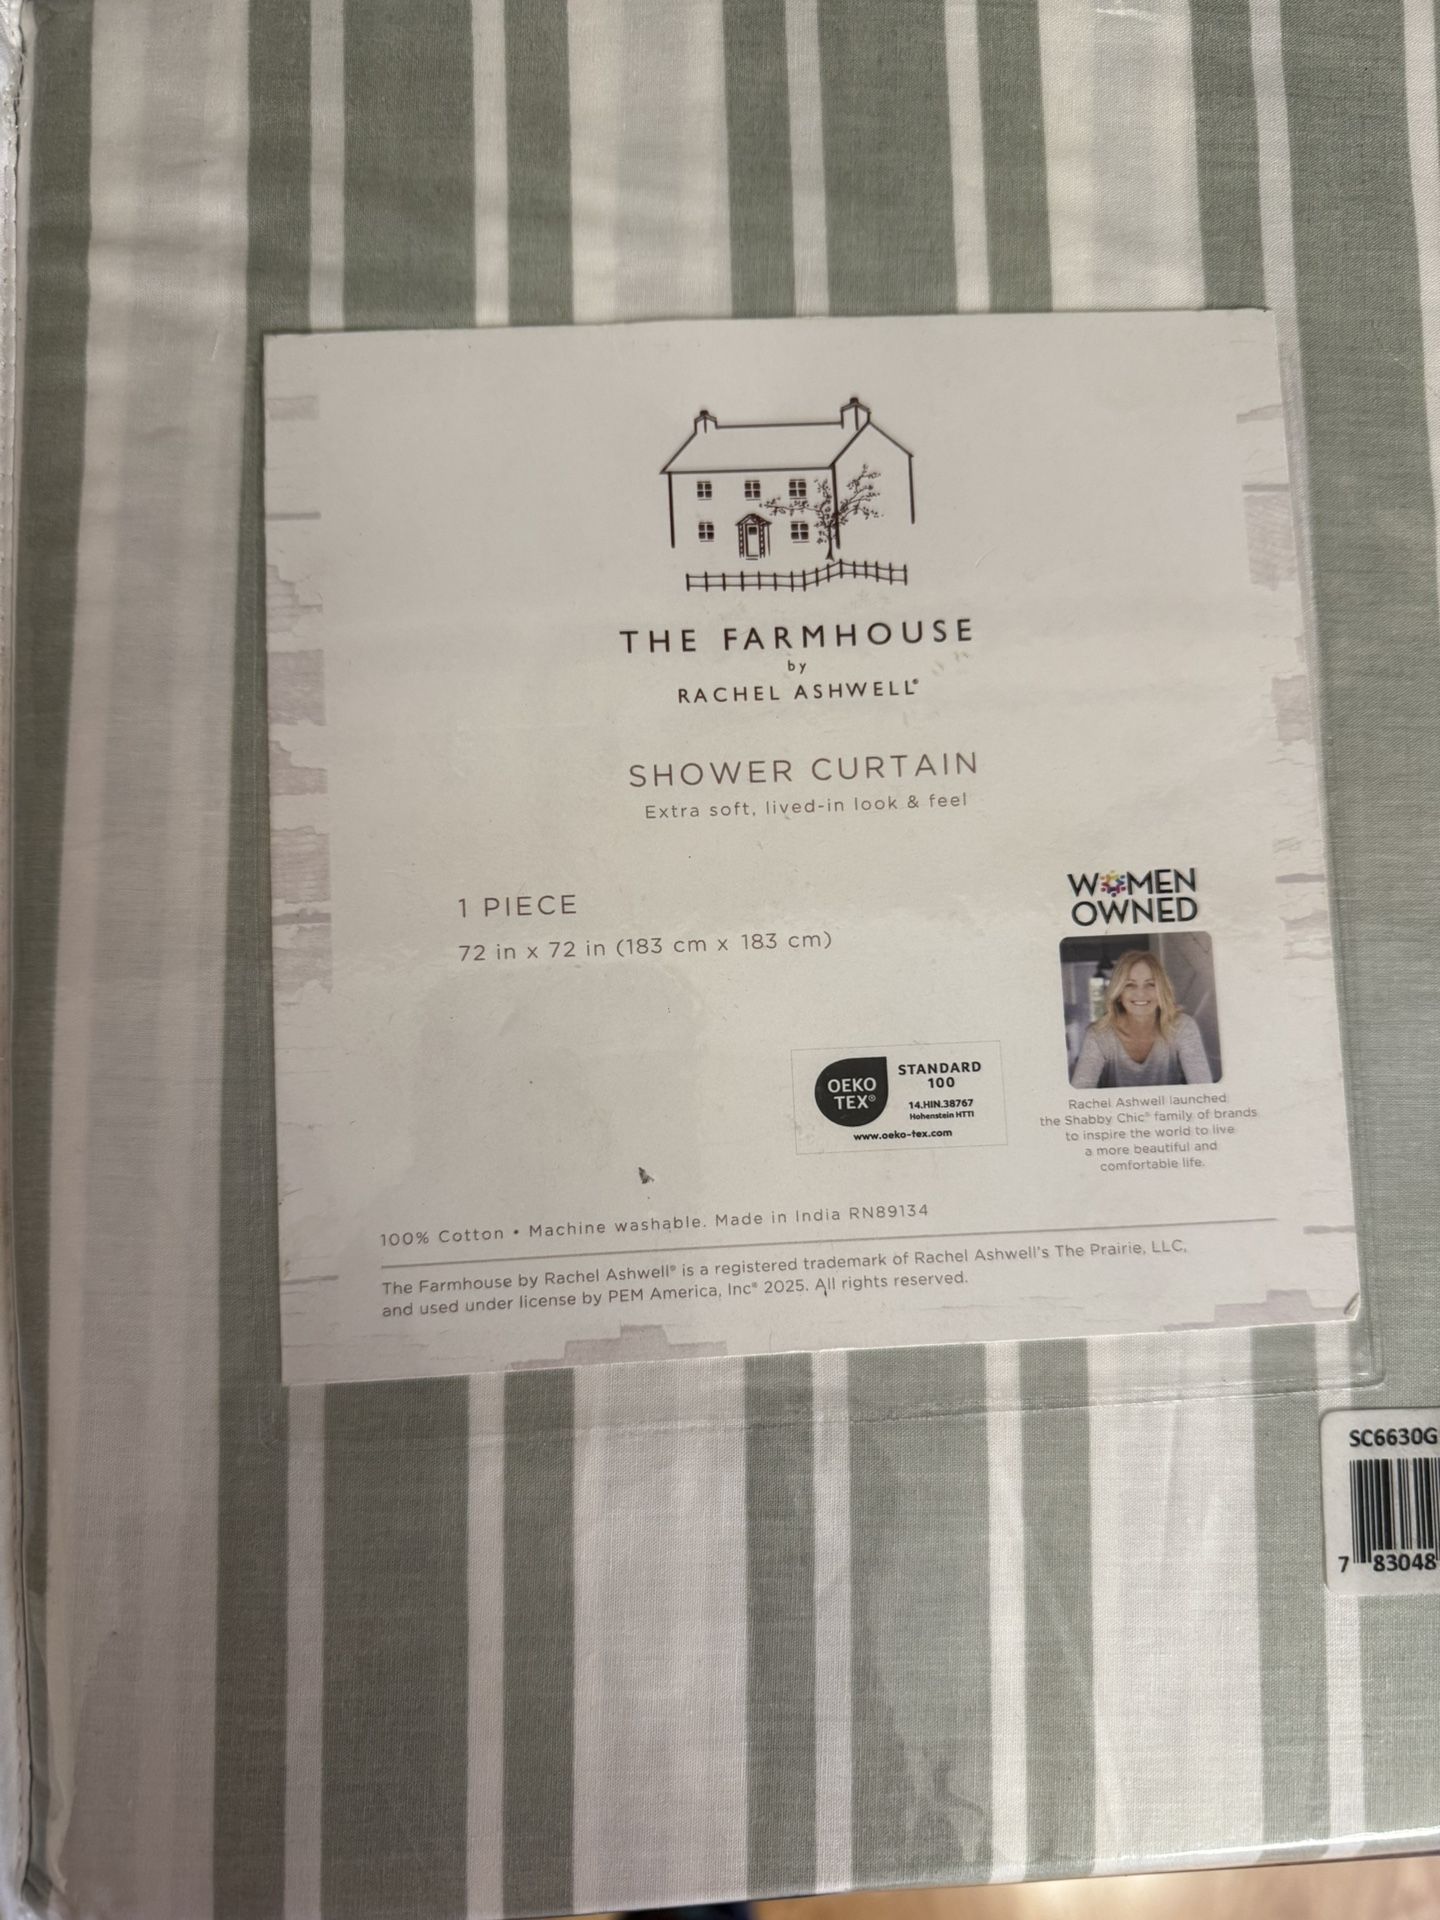 THE FARMHOUSE
by
RACHEL ASHWELL®
SHOWER CURTAIN
Extra soft, lived-in look & feel
1 PIECE
72 in x 72 in (183 cm x 183 cm)
WOMEN
OWNED
OEKO
TEX®
STANDARD
100
14.HIN.38767
Hohenstein HTTI
www.oeko-tex.com
Rachel Ashwell launched
the Shabby Chic® family of brands
to inspire the world to live
a more beautiful and
comfortable life.
100% Cotton • Machine washable. Made in India RN89134
The Farmhouse by Rachel Ashwell® is a registered trademark of Rachel Ashwell's The Prairie, LLC,
and used under license by PEM America, Inc® 2025. All rights reserved.
SC6630G
7 83048